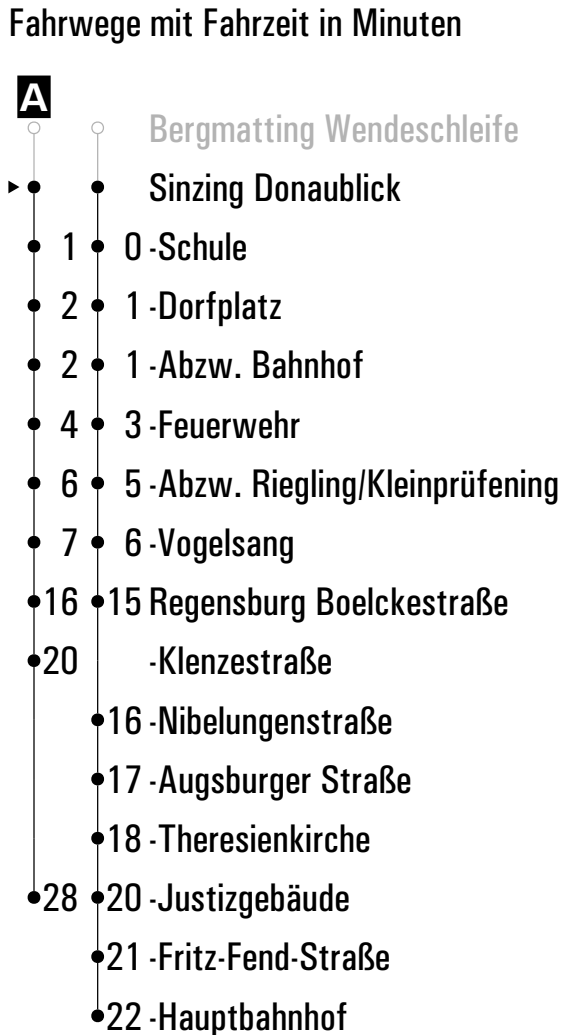 Fahrwege mit Fahrzeit in Minuten
A
Bergmatting Wendeschleife
Sinzing Donaublick
1 0 -Schule
2 1 -Dorfplatz
2 1 -Abzw. Bahnhof
4 3 -Feuerwehr
6 5 -Abzw. Riegling/Kleinprüfening
7 6 -Vogelsang
16 15 Regensburg Boelckestraße
20 -Klenzestraße
16 -Nibelungenstraße
17 -Augsburger Straße
18 -Theresienkirche
28 20 -Justizgebäude
21 -Fritz-Fend-Straße
22 -Hauptbahnhof